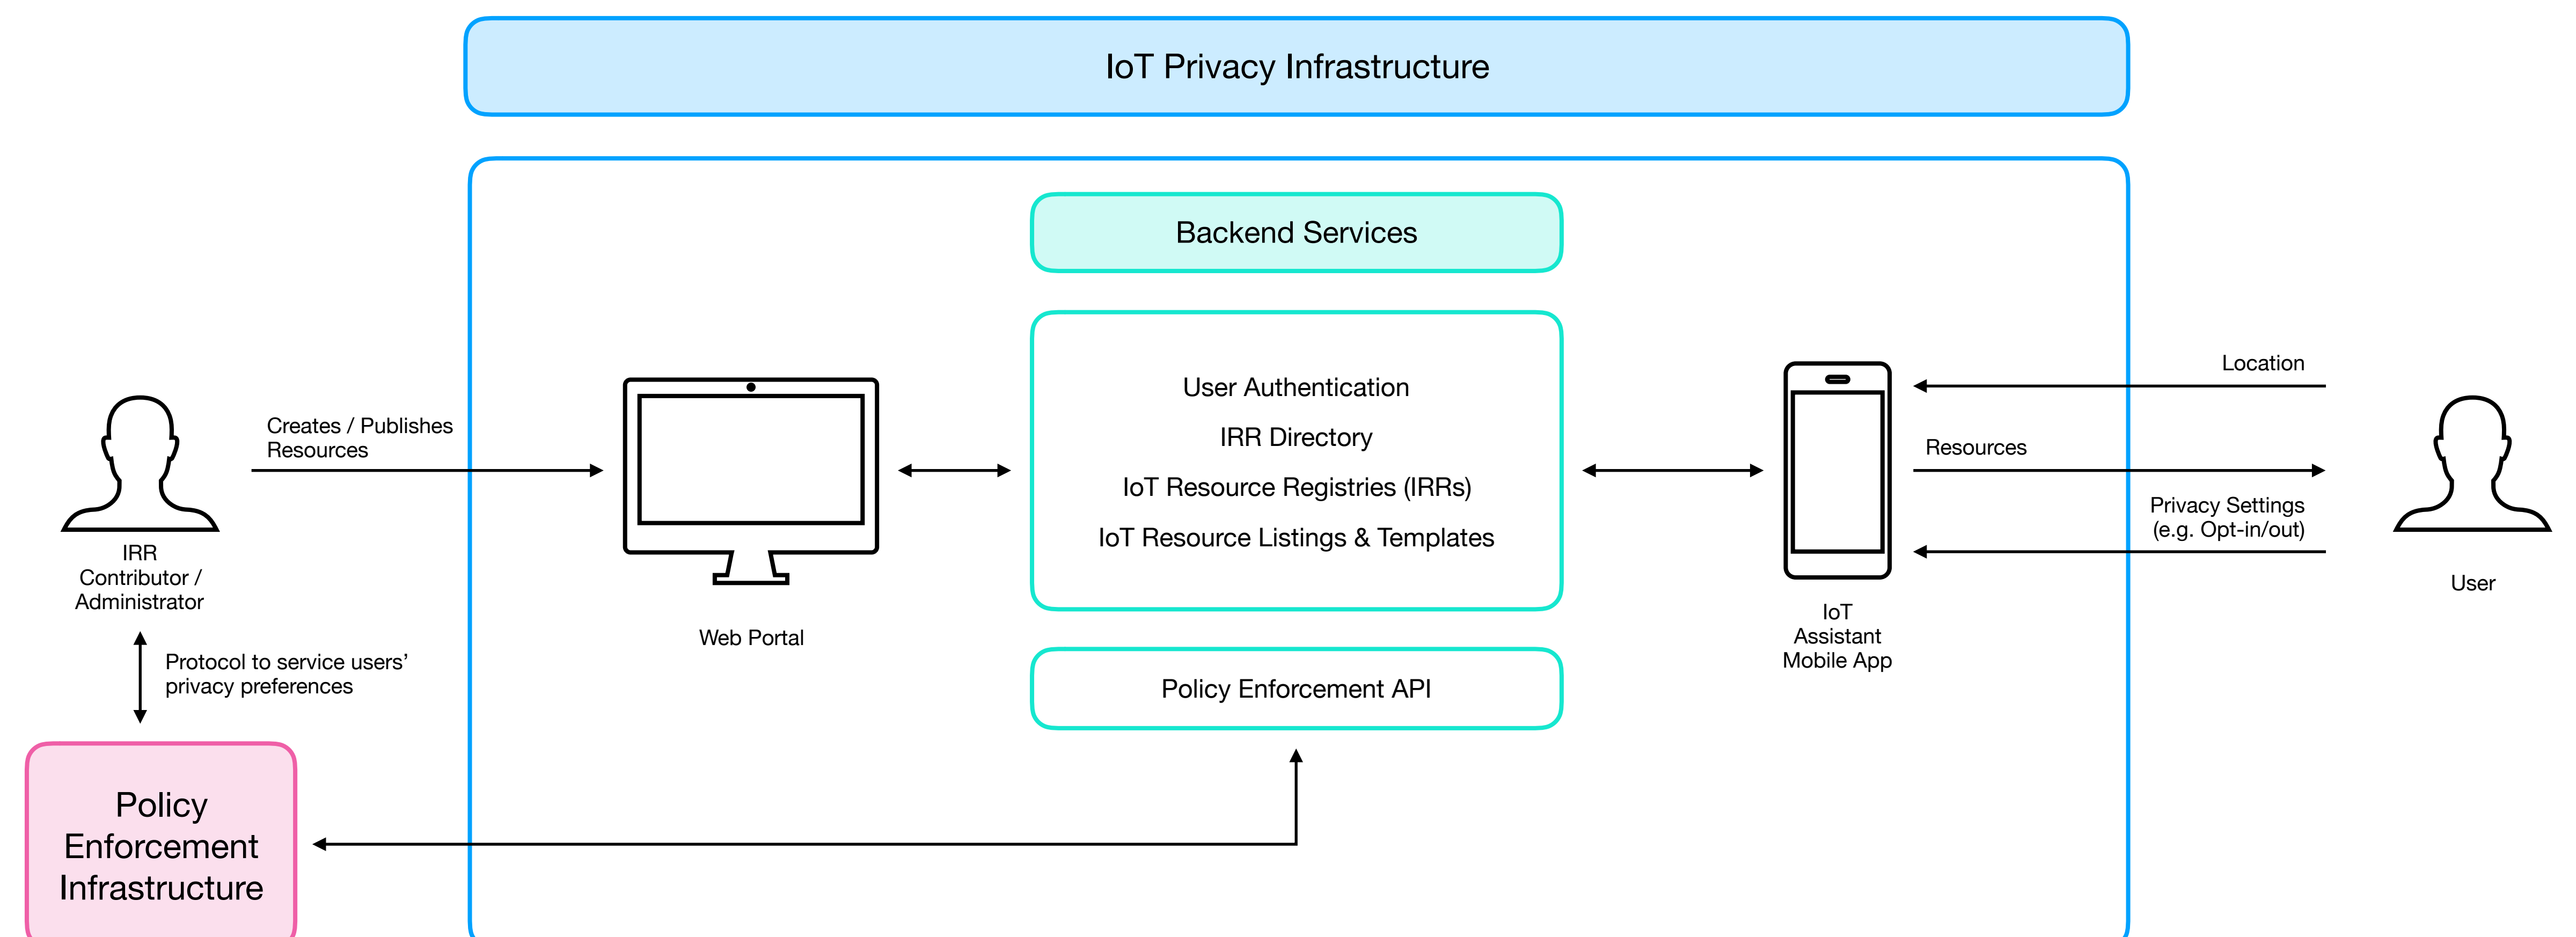 IoT Privacy Infrastructure
Backend Services
User Authentication
IRR Directory
IoT Resource Registries (IRRs)
IoT Resource Listings & Templates
Policy Enforcement API
Creates / Publishes
Resources
IRR
Contributor /
Administrator
Protocol to service users’
privacy preferences
Policy
Enforcement
Infrastructure
Web Portal
IoT
Assistant
Mobile App
Location
Resources
Privacy Settings
(e.g. Opt-in/out)
User